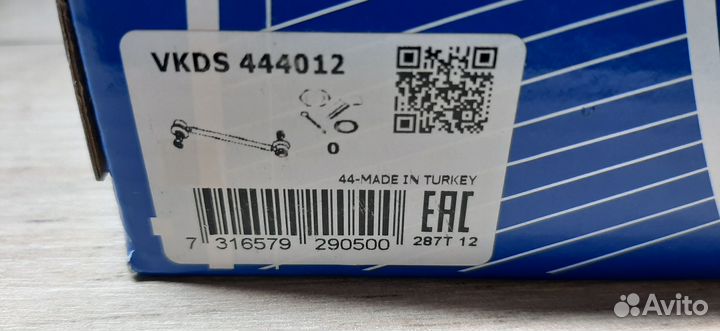 VKDS 444012
0
44-MADE IN TURKEY
EAC
7 316579 290500
287T 12
Avito